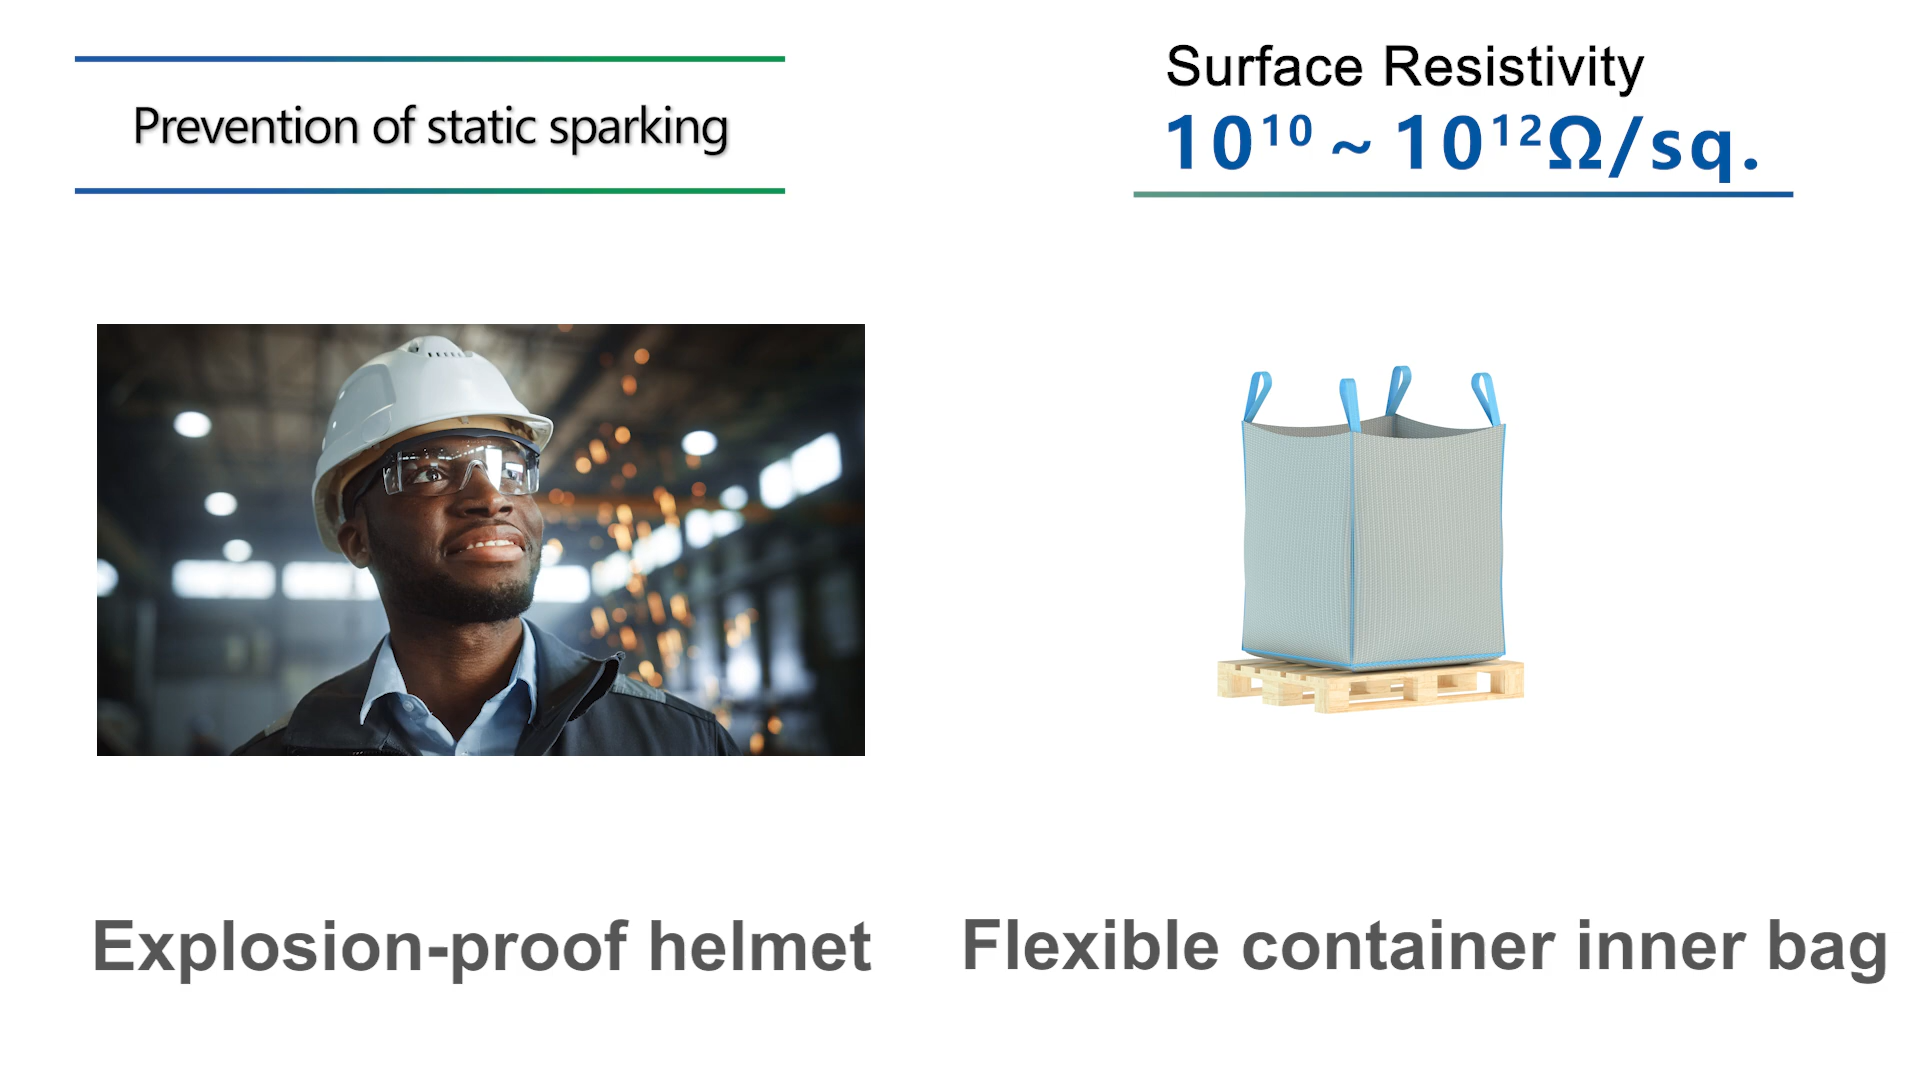 Prevention of static sparking
Surface Resistivity
10¹⁰ ~ 10¹²Ω/sq.
Explosion-proof helmet
Flexible container inner bag